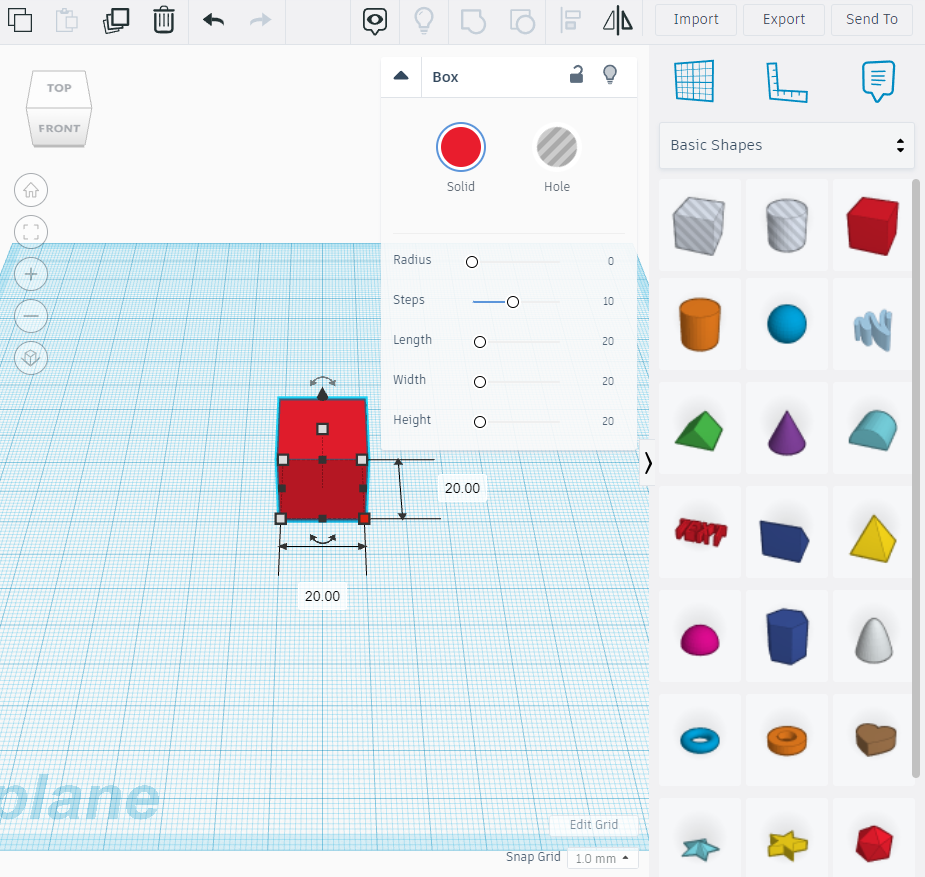 Import Export Send To
TOP
FRONT
Box
Solid Hole
Radius 0
Steps 10
Length 20
Width 20
Height 20
20.00
20.00
Basic Shapes
TEXT
plane
Edit Grid
Snap Grid 1.0 mm